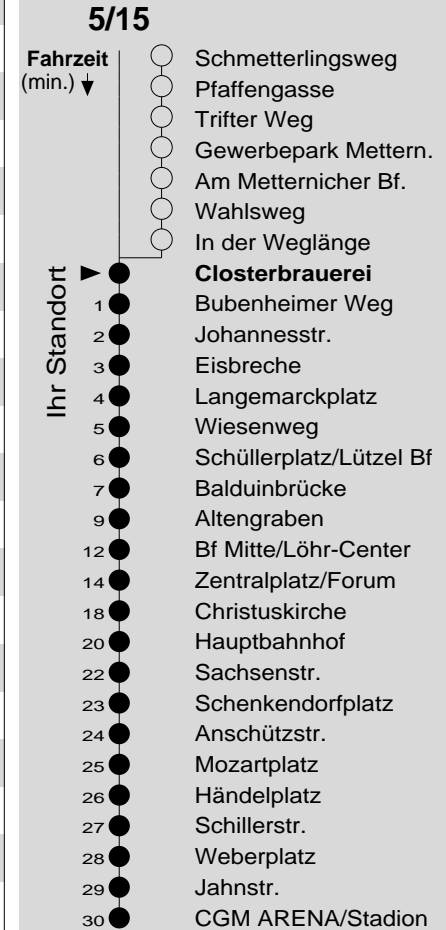 5/15
Fahrzeit
(min.)
Schmetterlingsweg
Pfaffengasse
Trifter Weg
Gewerbepark Mettern.
Am Metternicher Bf.
Wahlsweg
In der Weglänge
Ihr Standort
Closterbrauerei
1 Bubenheimer Weg
2 Johannesstr.
3 Eisbreche
4 Langemarckplatz
5 Wiesenweg
6 Schüllerplatz/Lützel Bf
7 Balduinbrücke
9 Altengraben
12 Bf Mitte/Löhr-Center
14 Zentralplatz/Forum
18 Christuskirche
20 Hauptbahnhof
22 Sachsenstr.
23 Schenkendorfplatz
24 Anschützstr.
25 Mozartplatz
26 Händelplatz
27 Schillerstr.
28 Weberplatz
29 Jahnstr.
30 CGM ARENA/Stadion